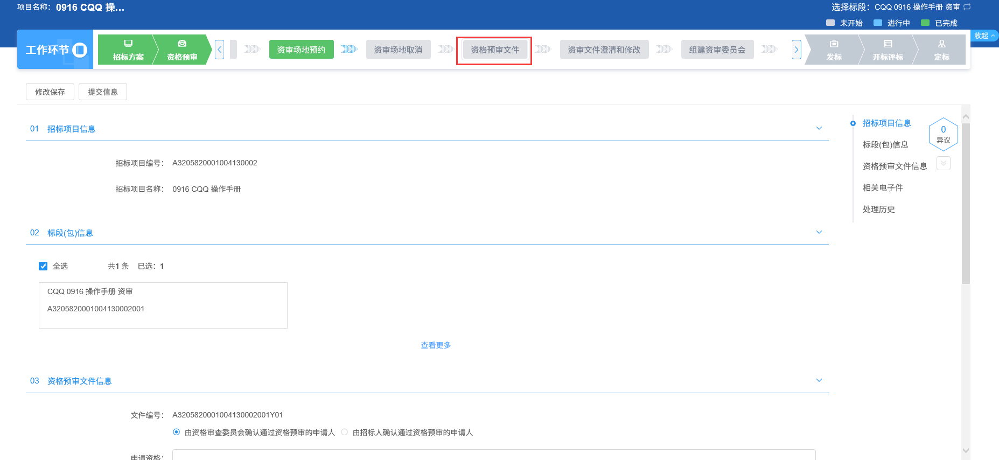 项目名称： 0916 CQQ 操...
选择标段： CQQ 0916 操作手册 资审
未开始 进行中 已完成
收起
工作环节
招标方案
资格预审
资审场地预约
资审场地取消
资格预审文件
资审文件澄清和修改
组建资审委员会
发标
开标评标
定标
修改保存 提交信息
01 招标项目信息
招标项目编号： A3205820001004130002
招标项目名称： 0916 CQQ 操作手册
02 标段(包)信息
全选 共1 条 已选：1
CQQ 0916 操作手册 资审
A3205820001004130002001
查看更多
03 资格预审文件信息
文件编号： A3205820001004130002001Y01
由资格审查委员会确认通过资格预审的申请人 由招标人确认通过资格预审的申请人
申请资格：
招标项目信息
标段(包)信息
资格预审文件信息
相关电子件
处理历史
0
异议